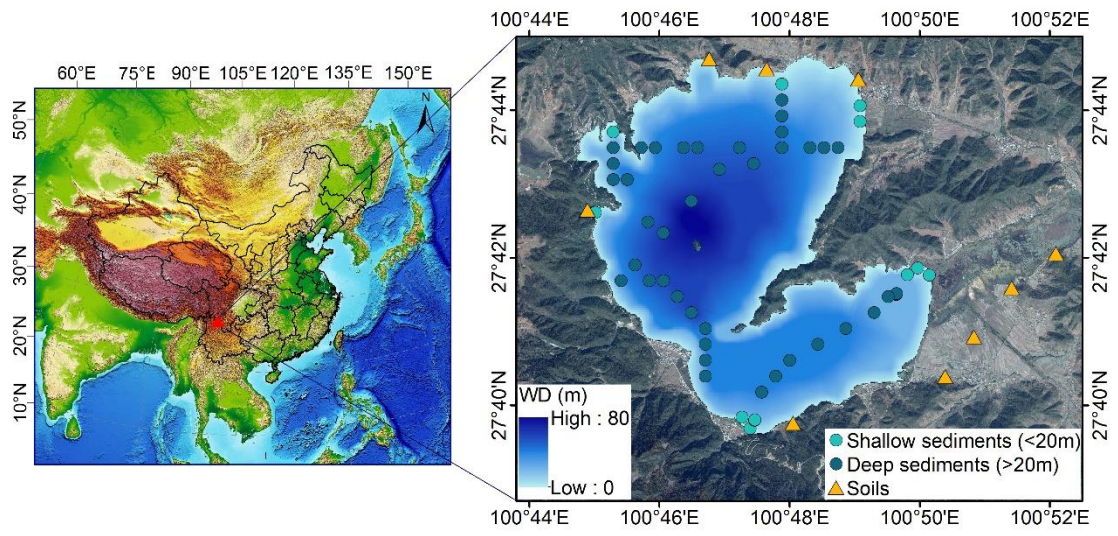 60°E 75°E 90°E 105°E 120°E 135°E 150°E
50°N
40°N
30°N
20°N
10°N
N
100°44'E 100°46'E 100°48'E 100°50'E 100°52'E
27°44'N
27°42'N
27°40'N
27°44'N
27°42'N
27°40'N
WD (m)
High : 80
Low : 0
Shallow sediments (<20m)
Deep sediments (>20m)
Soils
100°44'E 100°46'E 100°48'E 100°50'E 100°52'E